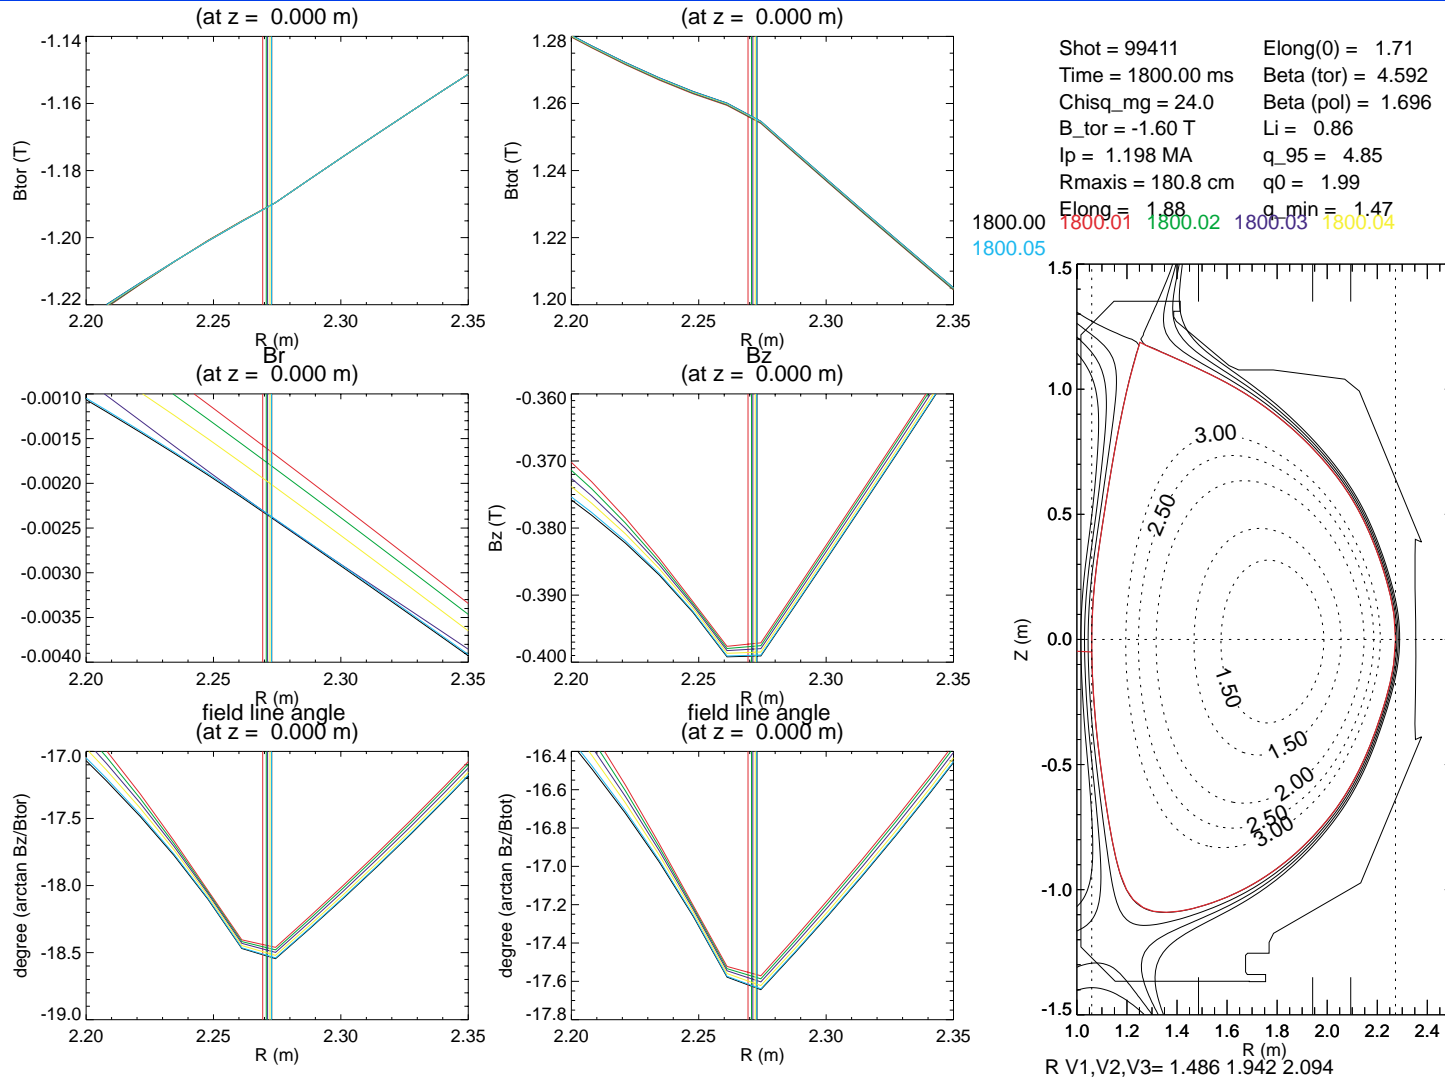 (at z =  0.000 m)
-1.14
-1.16
-1.18
-1.20
-1.22
Btor (T)
2.20 2.25 2.30 2.35
R (m)
(at z =  0.000 m)
1.28
1.26
1.24
1.22
1.20
Btot (T)
2.20 2.25 2.30 2.35
R (m)
Shot = 99411
Time = 1800.00 ms
Chisq_mg = 24.0
B_tor = -1.60 T
Ip =  1.198 MA
Rmaxis = 180.8 cm
Elong =  1.88
Elong(0) =   1.71
Beta (tor) =  4.592
Beta (pol) =  1.696
Li =   0.86
q_95 =   4.85
q0 =   1.99
q_min =   1.47
1800.00 1800.01 1800.02 1800.03 1800.04
1800.05
Br
(at z =  0.000 m)
-0.0010
-0.0015
-0.0020
-0.0025
-0.0030
-0.0035
-0.0040
2.20 2.25 2.30 2.35
R (m)
Bz
(at z =  0.000 m)
-0.360
-0.370
-0.380
-0.390
-0.400
Bz (T)
2.20 2.25 2.30 2.35
R (m)
field line angle
(at z =  0.000 m)
-17.0
-17.5
-18.0
-18.5
-19.0
degree (arctan Bz/Btor)
2.20 2.25 2.30 2.35
R (m)
field line angle
(at z =  0.000 m)
-16.4
-16.6
-16.8
-17.0
-17.2
-17.4
-17.6
-17.8
degree (arctan Bz/Btot)
2.20 2.25 2.30 2.35
R (m)
1.5
1.0
0.5
0.0
-0.5
-1.0
-1.5
Z (m)
3.00
2.50
1.50
1.50
2.00
2.50
3.00
1.0 1.2 1.4 1.6 1.8 2.0 2.2 2.4
R (m)
R V1,V2,V3= 1.486 1.942 2.094